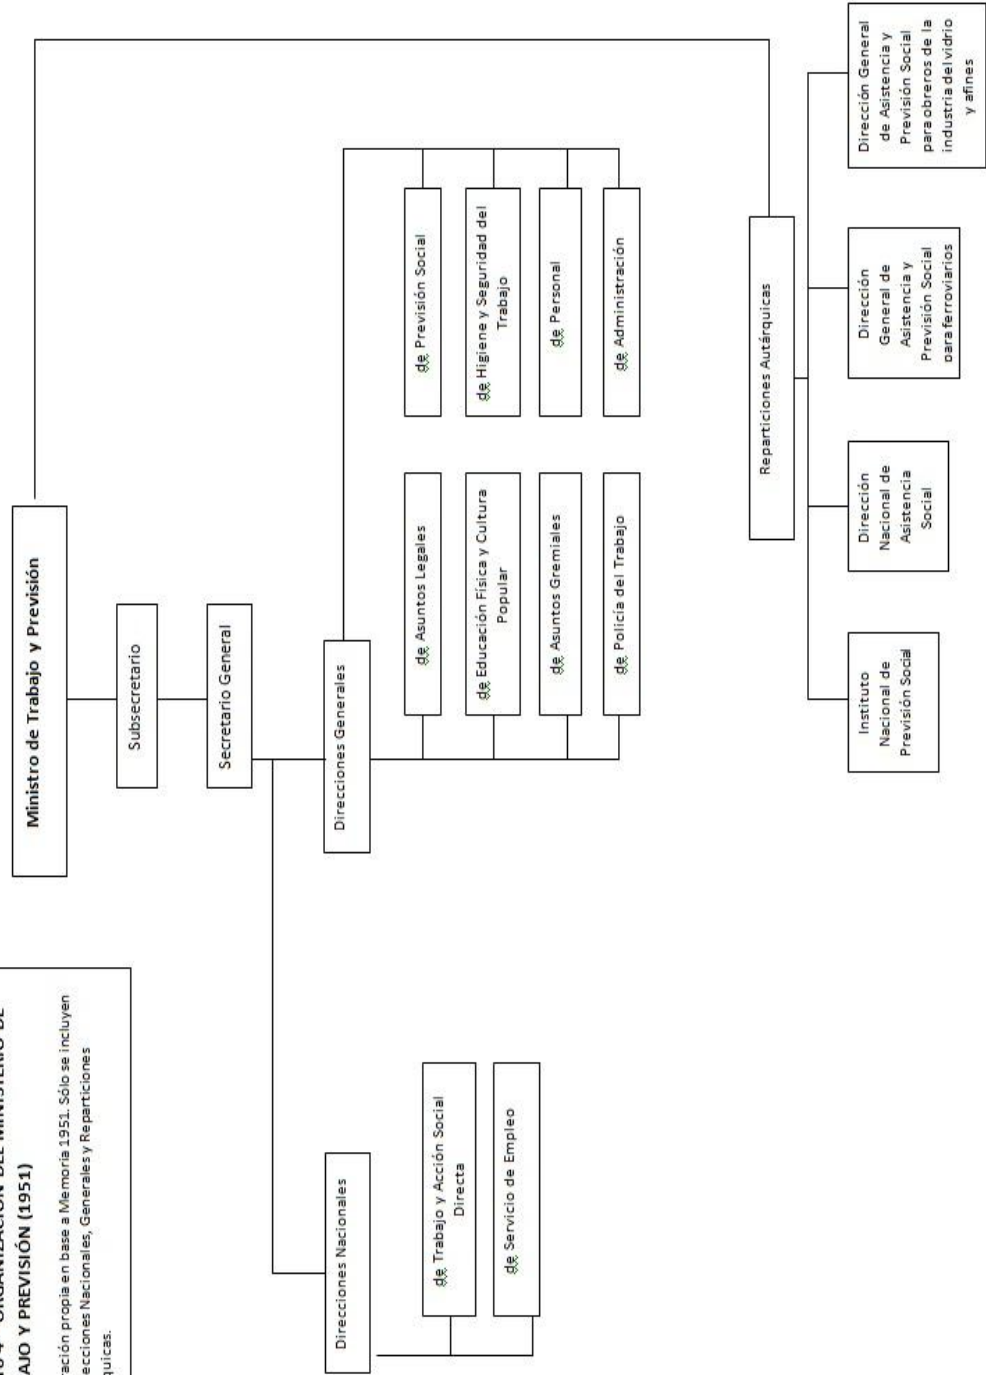 ORGANIZACIÓN DEL MINISTERIO DE
Y PREVISIÓN (1951)
propia en base a Memoria 1951. Sólo se incluyen
Nacionales, Generales y Reparticiones
Ministro de Trabajo y Previsión
Subsecretario
Secretario General
Direcciones Nacionales
de Trabajo y Acción Social
Directa
de Servicio de Empleo
Direcciones Generales
de Asuntos Legales
de Educación Física y Cultura
Popular
de Asuntos Gremiales
de Policía del Trabajo
de Previsión Social
de Higiene y Seguridad del
Trabajo
de Personal
de Administración
Reparticiones Autárquicas
Instituto
Nacional de
Previsión Social
Dirección
Nacional de
Asistencia
Social
Dirección
General de
Asistencia y
Previsión Social
para ferroviarios
Dirección General
de Asistencia y
Previsión Social
para obreros de la
industria del vidrio
y afines